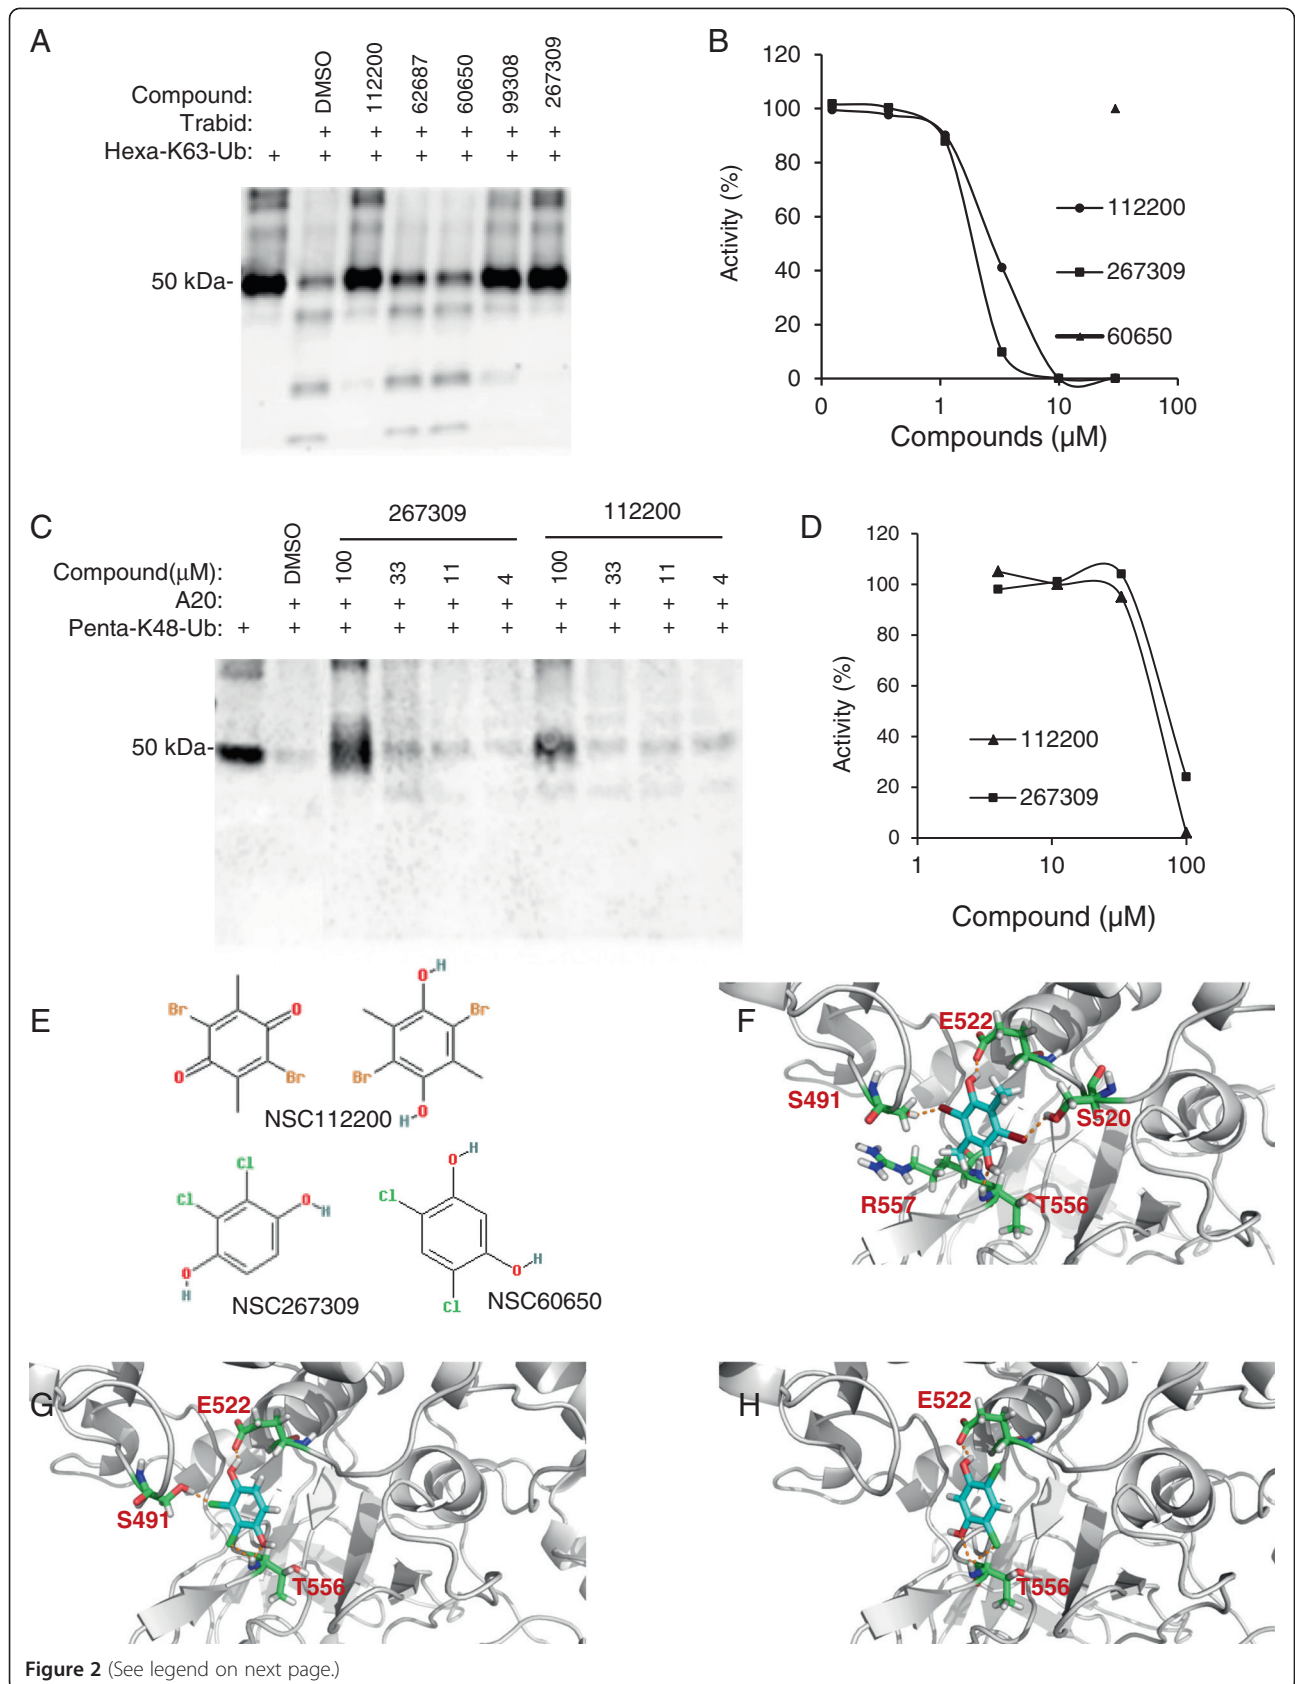 A
Compound: DMSO 112200 62687 60650 99308 267309
Trabid: + + + + + +
Hexa-K63-Ub: + + + + + + +
50 kDa-
B
120
100
80
60
40
20
0
Activity (%)
112200
267309
60650
0 1 10 100
Compounds (µM)
C
267309 112200
Compound(µM): DMSO 100 33 11 4 100 33 11 4
A20: + + + + + + + + +
Penta-K48-Ub: + + + + + + + + + +
50 kDa-
D
120
100
80
60
40
20
0
Activity (%)
112200
267309
1 10 100
Compound (µM)
E
Br O O Br
H O Br Br H O
NSC112200
Cl Cl O H O H
NSC267309
O H Cl O H Cl
NSC60650
F
E522
S491
S520
R557
T556
G
E522
S491
T556
H
E522
T556
Figure 2 (See legend on next page.)